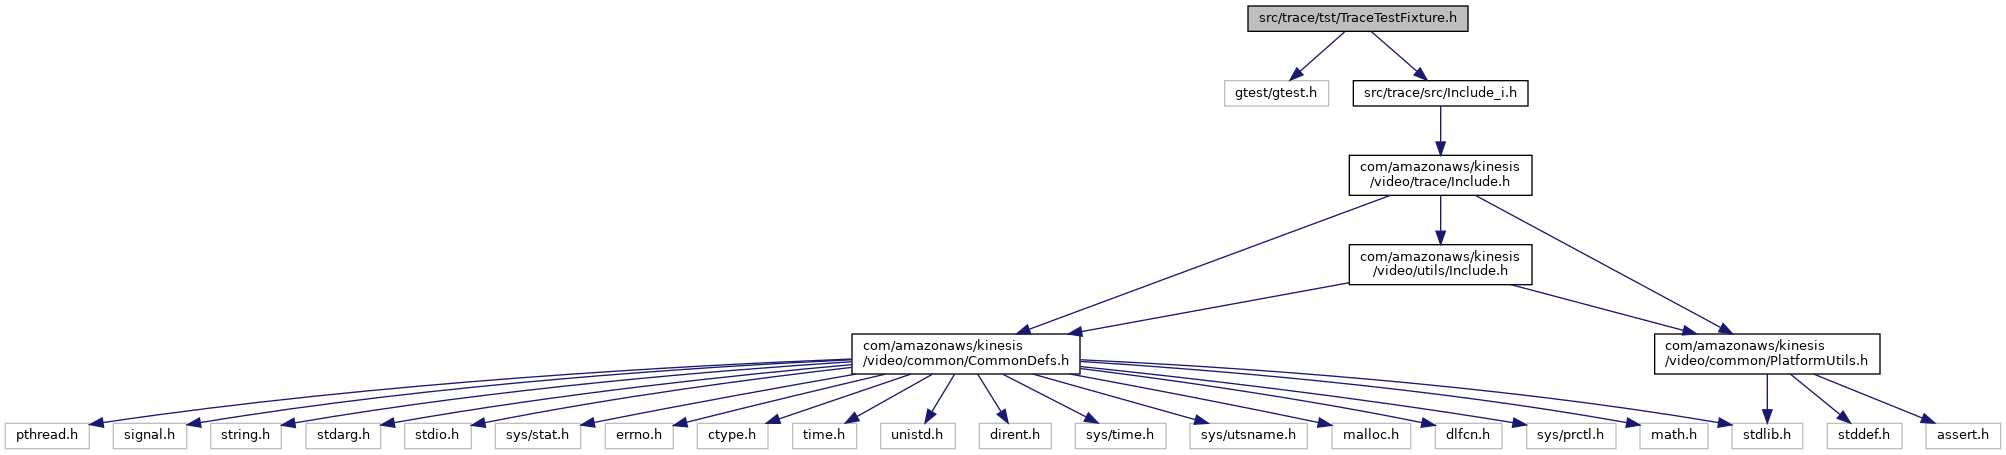 src/trace/tst/TraceTestFixture.h
gtest/gtest.h
src/trace/src/Include_i.h
com/amazonaws/kinesis
/video/trace/Include.h
com/amazonaws/kinesis
/video/utils/Include.h
com/amazonaws/kinesis
/video/common/CommonDefs.h
com/amazonaws/kinesis
/video/common/PlatformUtils.h
pthread.h
signal.h
string.h
stdarg.h
stdio.h
sys/stat.h
errno.h
ctype.h
time.h
unistd.h
dirent.h
sys/time.h
sys/utsname.h
malloc.h
dlfcn.h
sys/prctl.h
math.h
stdlib.h
stddef.h
assert.h